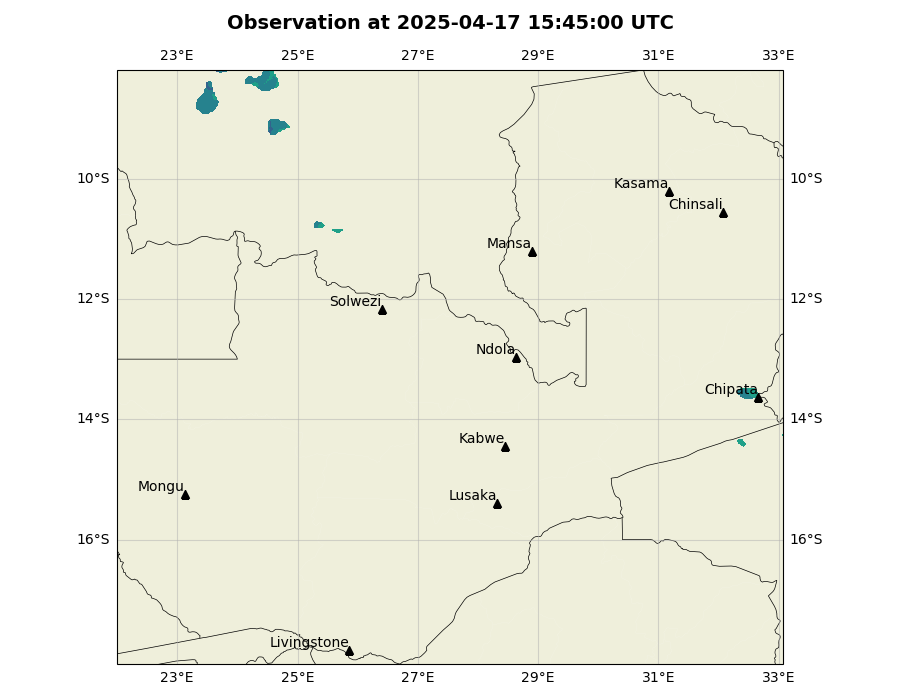 Observation at 2025-04-17 15:45:00 UTC
23°E 25°E 27°E 29°E 31°E 33°E
10°S 10°S
Kasama
Chinsali
Mansa
12°S 12°S
Solwezi
Ndola
Chipata
14°S 14°S
Kabwe
Mongu
Lusaka
16°S 16°S
Livingstone
23°E 25°E 27°E 29°E 31°E 33°E